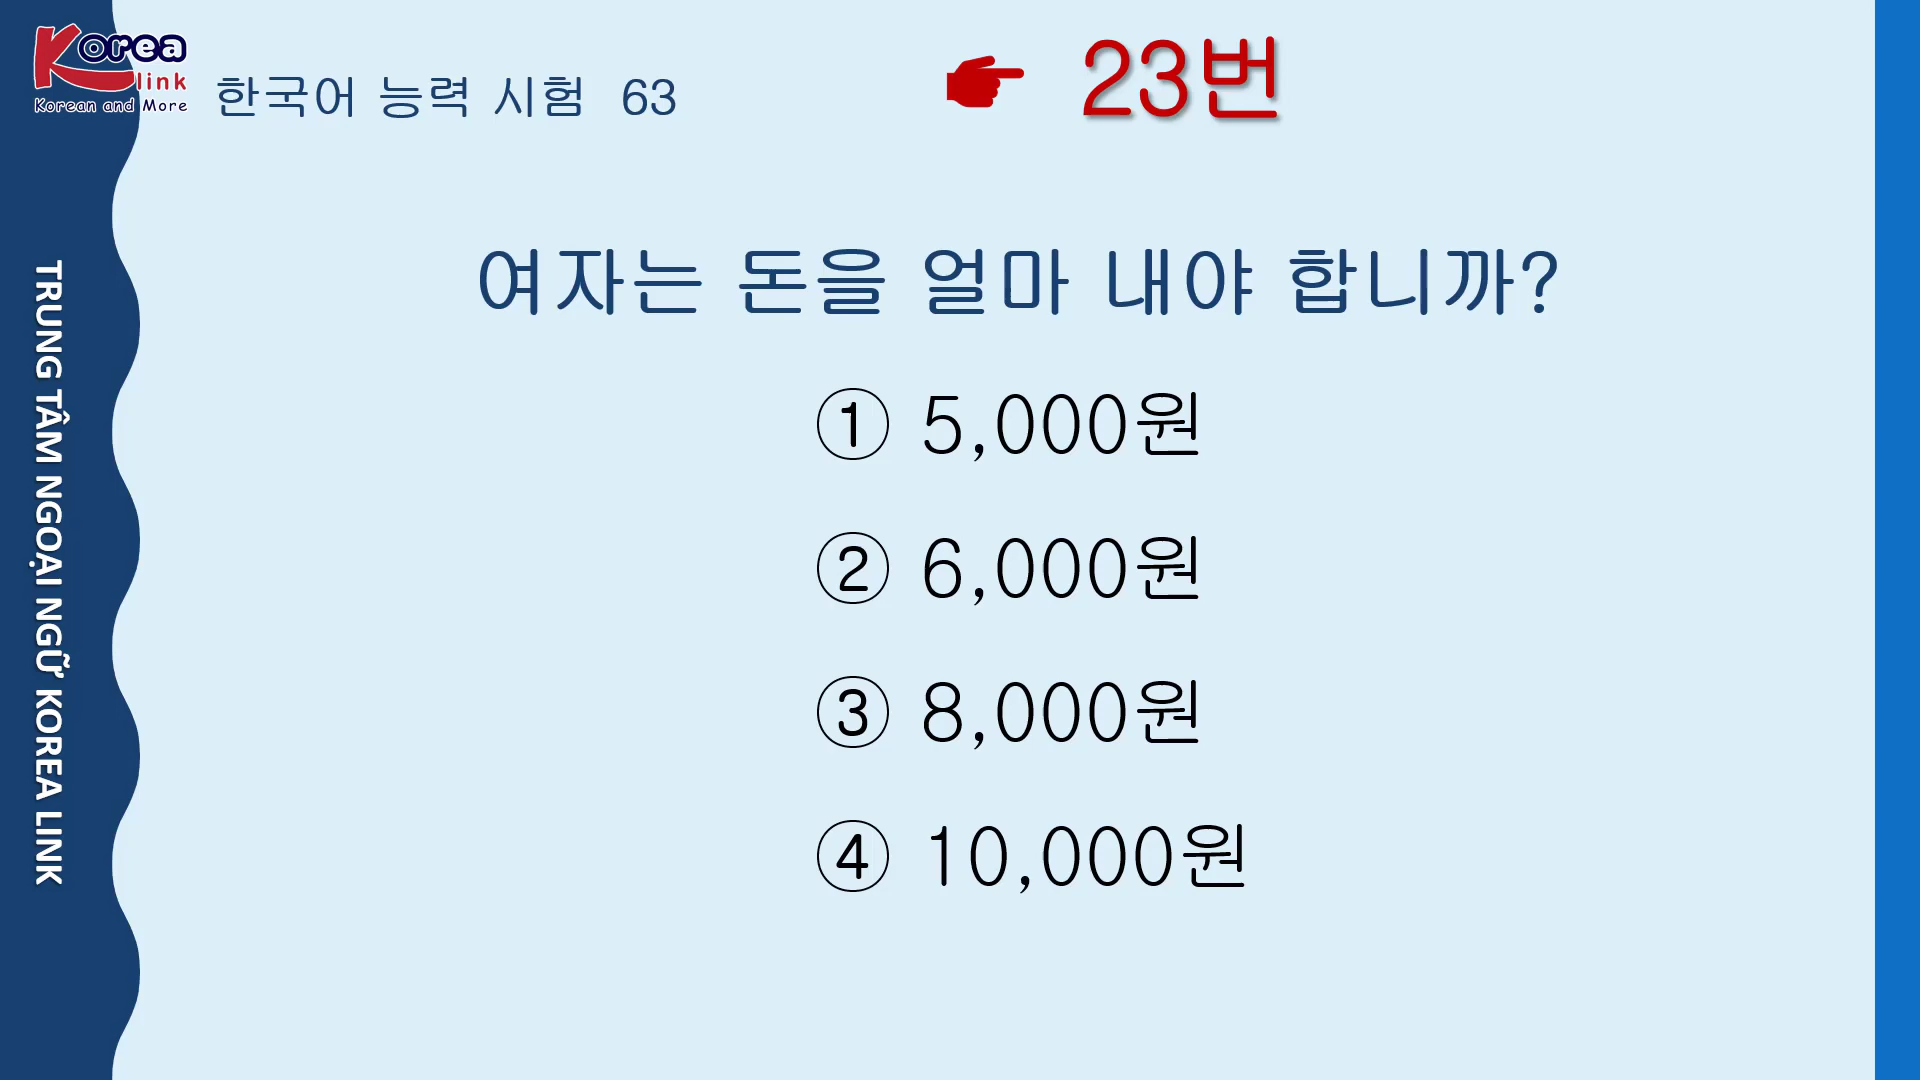 Korea
link
Korean and More
한국어 능력 시험 63
23번
TRUNG TÂM NGOẠI NGỮ KOREA LINK
여자는 돈을 얼마 내야 합니까?
① 5,000원
② 6,000원
③ 8,000원
④ 10,000원